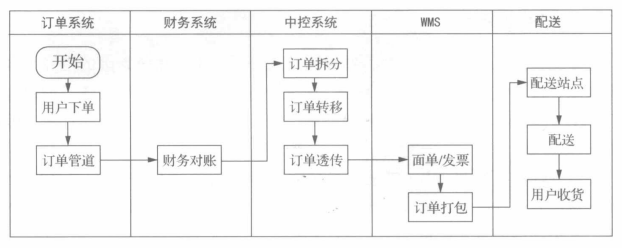 订单系统 财务系统 中控系统 WMS 配送
开始
用户下单
订单管道
财务对账
订单拆分
订单转移
订单透传
面单/发票
订单打包
配送站点
配送
用户收货